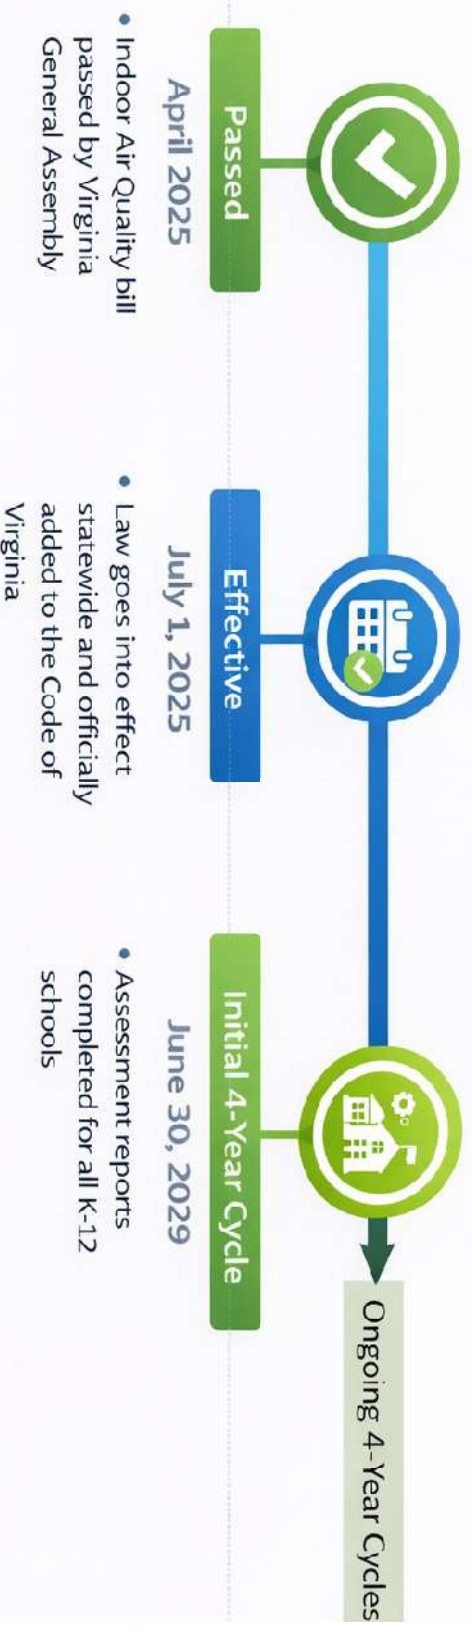 Passed
April 2025
• Indoor Air Quality bill
passed by Virginia
General Assembly
Effective
July 1, 2025
• Law goes into effect
statewide and officially
added to the Code of
Virginia
Initial 4-Year Cycle
June 30, 2029
• Assessment reports
completed for all K-12
schools
Ongoing 4-Year Cycles